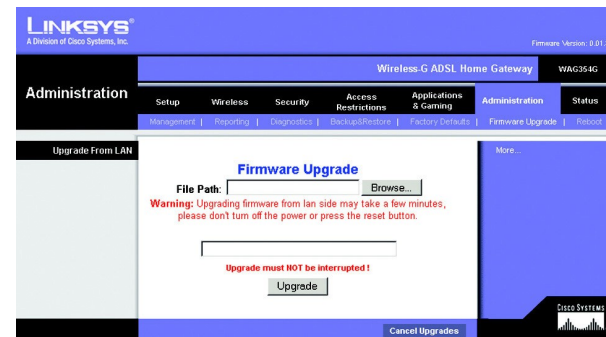 LINKSYS®
A Division of Cisco Systems, Inc.
Firmware Version: 0.01.
Wireless-G ADSL Home Gateway WAG354G
Administration
Setup Wireless Security Access Restrictions Applications & Gaming Administration Status
Management | Reporting | Diagnostics | Backup&Restore | Factory Defaults | Firmware Upgrade | Reboot
Upgrade From LAN
More...
Firmware Upgrade
File Path: Browse...
Warning: Upgrading firmware from lan side may take a few minutes,
please don't turn off the power or press the reset button.
Upgrade must NOT be interrupted !
Upgrade
Cancel Upgrades
CISCO SYSTEMS